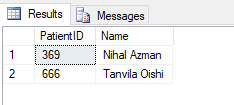 Results Messages
PatientID Name
1 369 Nihal Azman
2 666 Tanvila Oishi